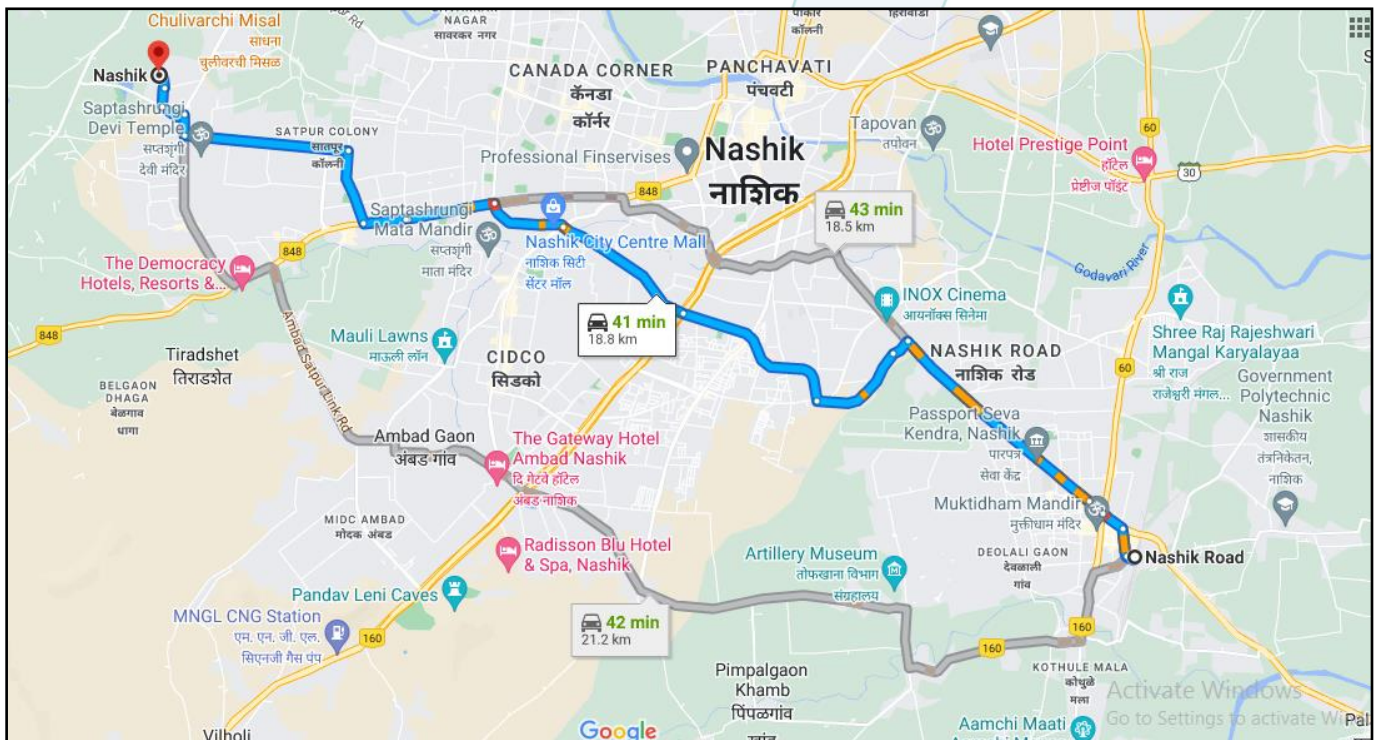 Chulivarchi Misal
साधना
चुलीवरची मिसळ
NAGAR
सावरकर नगर
कॉलनी
Nashik
CANADA CORNER
कॅनडा
कॉर्नर
PANCHAVATI
पंचवटी
Saptashrungi
Devi Temple
सप्तशृंगी
देवी मंदिर
SATPUR COLONY
सातपूर
कॉलनी
Professional Finservises
Nashik
नाशिक
Tapovan
तपोवन
60
Hotel Prestige Point
हॉटेल
प्रेस्टीज पॉइंट
30
848
Saptashrungi
Mata Mandir
सप्तशृंगी
माता मंदिर
43 min
18.5 km
Nashik City Centre Mall
नाशिक सिटी
सेंटर मॉल
848
The Democracy
Hotels, Resorts &...
Godavari River
INOX Cinema
आयनॉक्स सिनेमा
41 min
18.8 km
848
Mauli Lawns
माऊली लॉन
Ambad Satpur Link Rd
Tiradshet
तिराडशेत
CIDCO
सिडको
NASHIK ROAD
नाशिक रोड
60
Shree Raj Rajeshwari
Mangal Karyalayaa
श्री राज
राजेश्वरी मंगल...
BELGAON
DHAGA
बेळगाव
धागा
Government
Polytechnic
Nashik
शासकीय
तंत्रनिकेतन,
नाशिक
Passport Seva
Kendra, Nashik
पारपत्र
सेवा केंद्र
Ambad Gaon
अंबड गांव
The Gateway Hotel
Ambad Nashik
दि गेटवे हॉटेल
अंबड नाशिक
Muktidham Mandir
मुक्तीधाम मंदिर
MIDC AMBAD
मोदक अंबड
Radisson Blu Hotel
& Spa, Nashik
Artillery Museum
तोफखाना विभाग
संग्रहालय
DEOLALI GAON
देवळाली
गांव
Nashik Road
Pandav Leni Caves
MNGL CNG Station
एम. एन. जी. एल.
सिएनजी गैस पंप
160
42 min
21.2 km
160
160
KOTHULE MALA
कोथुळे
मला
Pimpalgaon
Khamb
पिंपळगांव
Activate Windows
Go to Settings to activate Wi
Vilholi
Google
Aamchi Maati
Pal